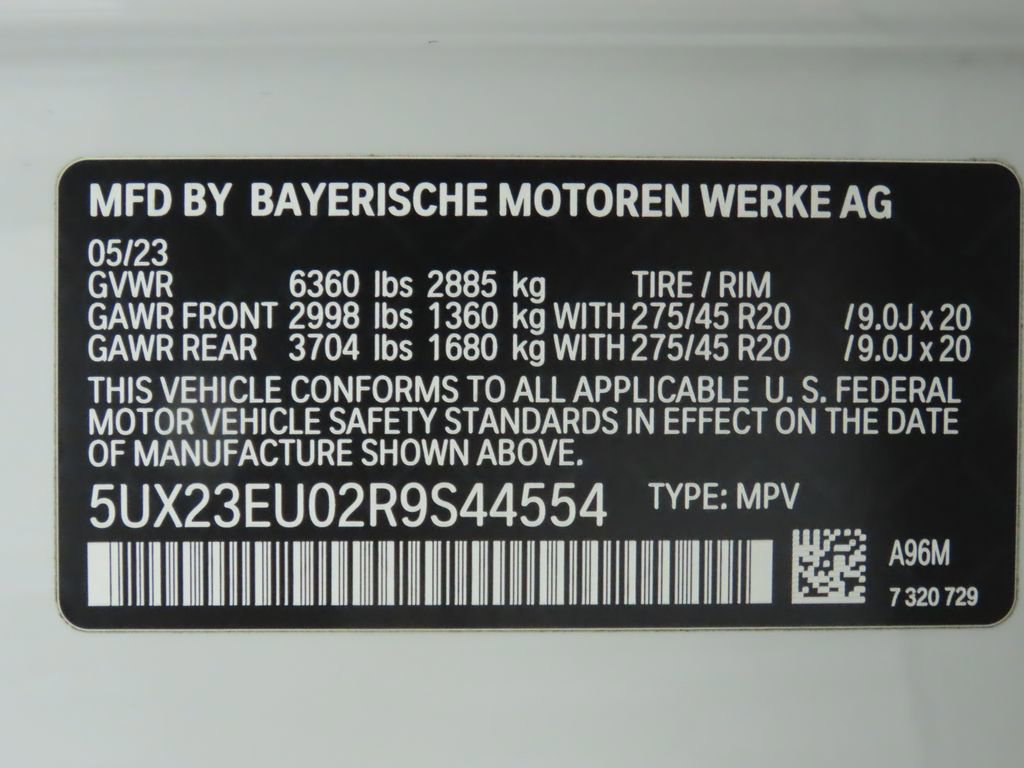 MFD BY BAYERISCHE MOTOREN WERKE AG
05/23
GVWR 6360 lbs 2885 kg TIRE / RIM
GAWR FRONT 2998 lbs 1360 kg WITH 275/45 R20 / 9.0J x 20
GAWR REAR 3704 lbs 1680 kg WITH 275/45 R20 / 9.0J x 20
THIS VEHICLE CONFORMS TO ALL APPLICABLE U. S. FEDERAL
MOTOR VEHICLE SAFETY STANDARDS IN EFFECT ON THE DATE
OF MANUFACTURE SHOWN ABOVE.
5UX23EU02R9S44554 TYPE: MPV
A96M
7 320 729